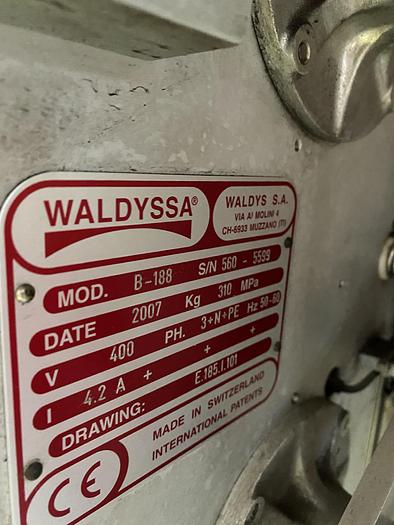 WALDYSSA®
WALDYS S.A.
VIA AI MOLINI 4
CH-6933 MUZZANO (TI)
MOD. B-188 S/N 560 - 5599
DATE 2007 Kg 310 MPa
V 400 PH. 3+N+PE Hz 50-60
I 4.2 A + + +
DRAWING: E.185.I.101
CE
MADE IN SWITZERLAND
INTERNATIONAL PATENTS